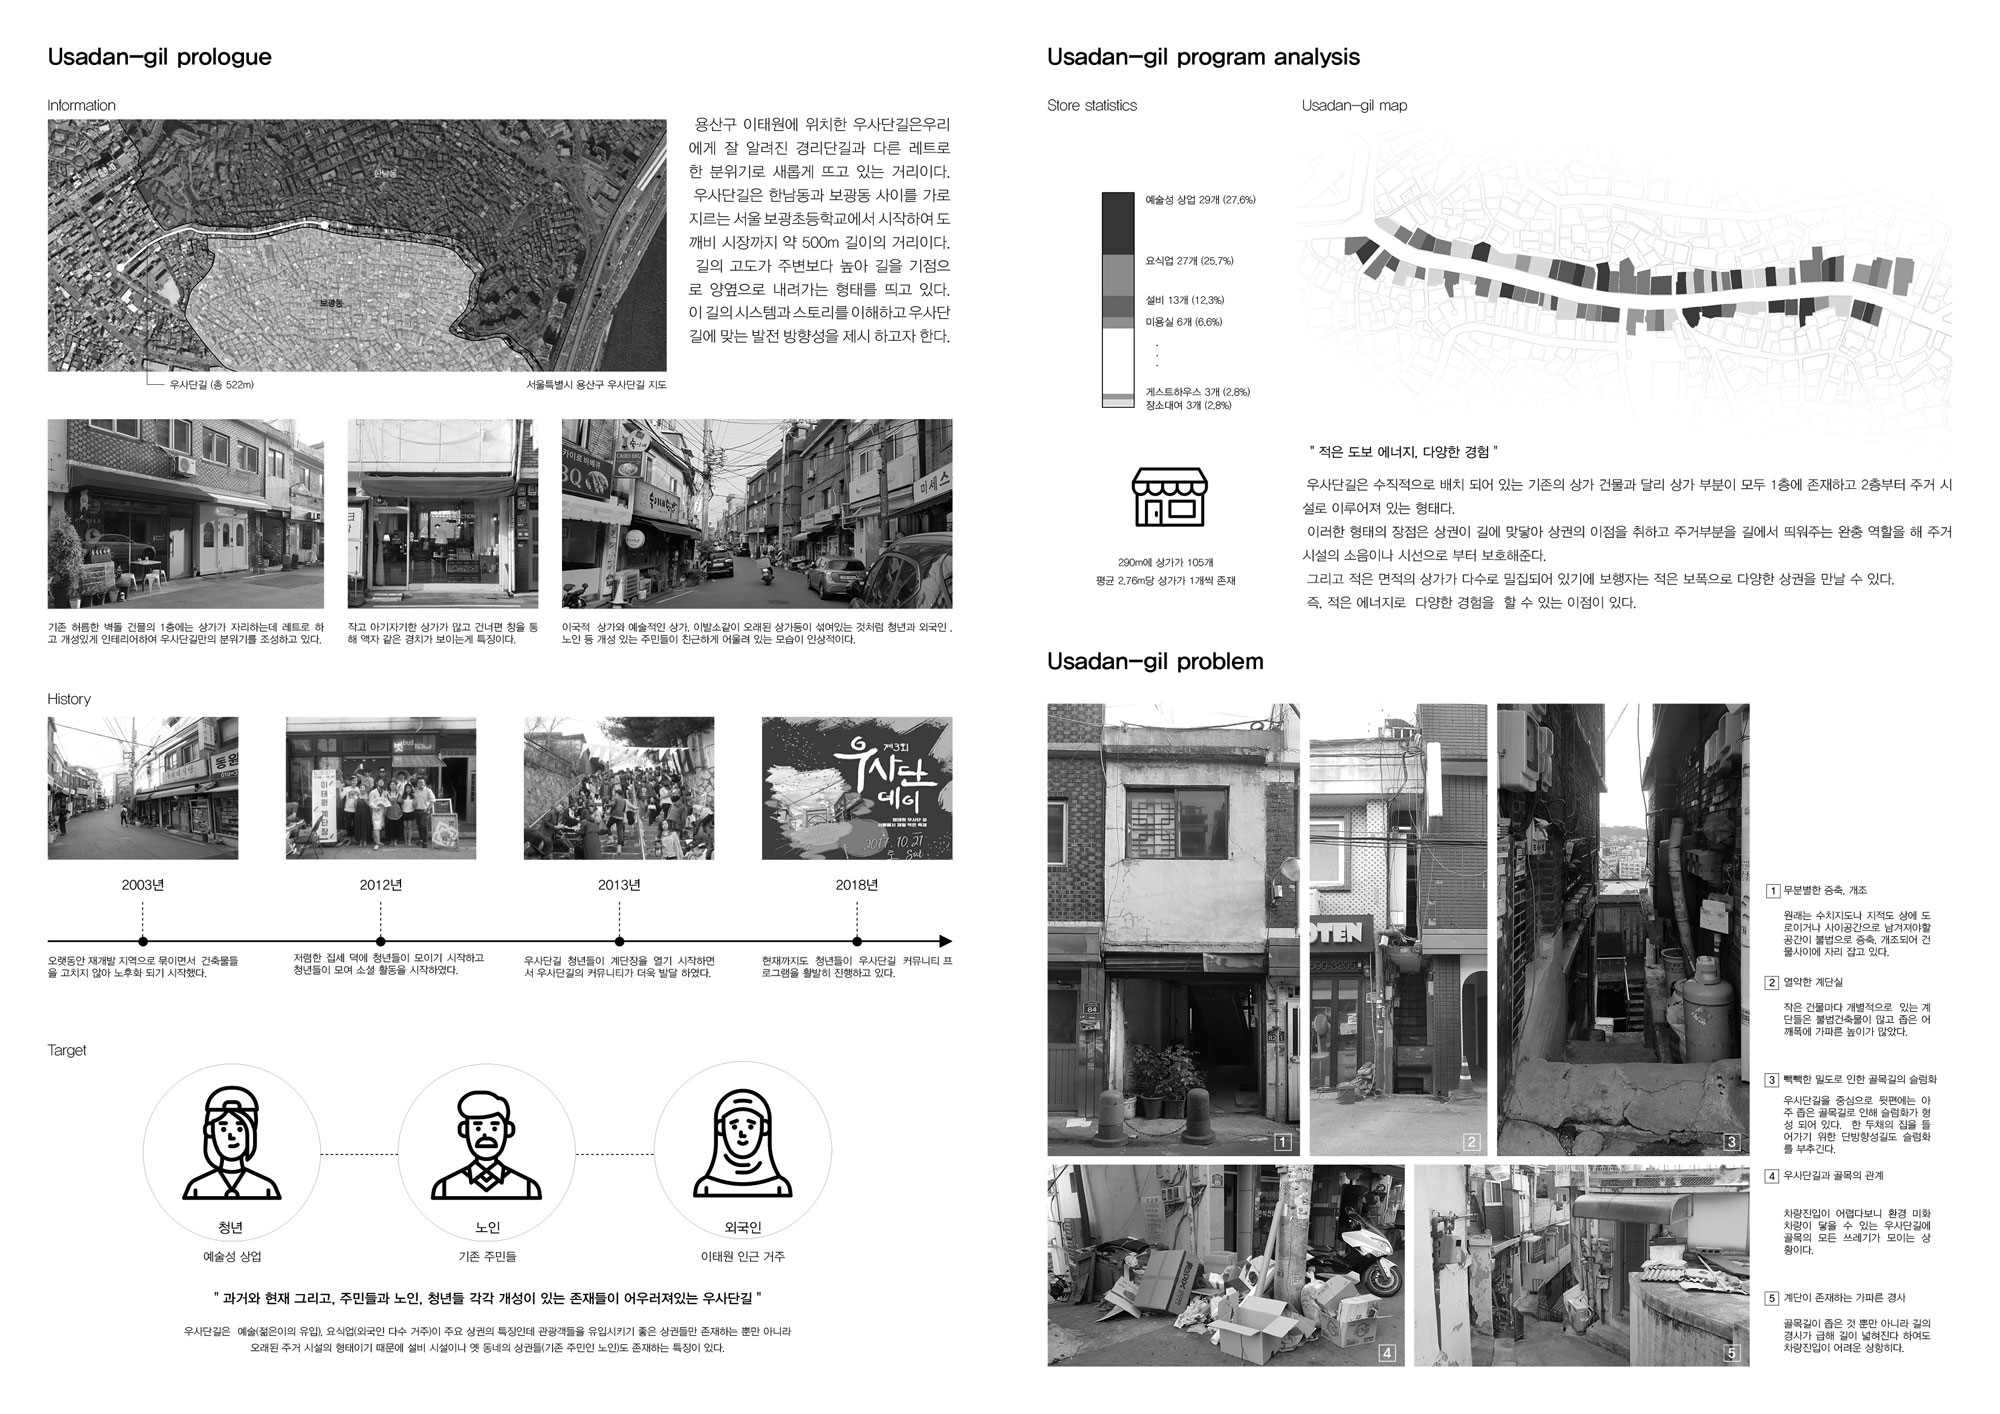 Usadan-gil prologue
Information
한남동
보광동
우사단길 (총 522m)
서울특별시 용산구 우사단길 지도
용산구 이태원에 위치한 우사단길은우리
에게 잘 알려진 경리단길과 다른 레트로
한 분위기로 새롭게 뜨고 있는 거리이다.
우사단길은 한남동과 보광동 사이를 가로
지르는 서울 보광초등학교에서 시작하여 도
깨비 시장까지 약 500m 길이의 거리이다.
길의 고도가 주변보다 높아 길을 기점으
로 양옆으로 내려가는 형태를 띄고 있다.
이 길의 시스템과 스토리를 이해하고 우사단
길에 맞는 발전 방향성을 제시 하고자 한다.
카이로 바베큐
BBQ
CAIRO BBQ
미세스
기존 허름한 벽돌 건물의 1층에는 상가가 자리하는데 레트로 하
고 개성있게 인테리어하여 우사단길만의 분위기를 조성하고 있다.
작고 아기자기한 상가가 많고 건너편 창을 통
해 액자 같은 경치가 보이는게 특징이다.
이국적 상가와 예술적인 상가, 이발소같이 오래된 상가등이 섞여있는 것처럼 청년과 외국인 ,
노인 등 개성 있는 주민들이 친근하게 어울려 있는 모습이 인상적이다.
History
동원
이태원 계단장
제3회
우사단
데이
2017. 10. 21
토 Sat
2003년
2012년
2013년
2018년
오랫동안 재개발 지역으로 묶이면서 건축물들
을 고치지 않아 노후화 되기 시작했다.
저렴한 집세 덕에 청년들이 모이기 시작하고
청년들이 모여 소셜 활동을 시작하였다.
우사단길 청년들이 계단장을 열기 시작하면
서 우사단길의 커뮤니티가 더욱 발달 하였다.
현재까지도 청년들이 우사단길 커뮤니티 프
로그램을 활발히 진행하고 있다.
Target
청년
노인
외국인
예술성 상업
기존 주민들
이태원 인근 거주
" 과거와 현재 그리고, 주민들과 노인, 청년들 각각 개성이 있는 존재들이 어우러져있는 우사단길 "
우사단길은 예술(젊은이의 유입), 요식업(외국인 다수 거주)이 주요 상권의 특징인데 관광객들을 유입시키기 좋은 상권들만 존재하는 뿐만 아니라
오래된 주거 시설의 형태이기 때문에 설비 시설이나 옛 동네의 상권들(기존 주민인 노인)도 존재하는 특징이 있다.
Usadan-gil program analysis
Store statistics
Usadan-gil map
예술성 상업 29개 (27.6%)
요식업 27개 (25.7%)
설비 13개 (12.3%)
미용실 6개 (6.6%)
게스트하우스 3개 (2.8%)
장소대여 3개 (2.8%)
290m에 상가가 105개
평균 2.76m당 상가가 1개씩 존재
" 적은 도보 에너지, 다양한 경험 "
우사단길은 수직적으로 배치 되어 있는 기존의 상가 건물과 달리 상가 부분이 모두 1층에 존재하고 2층부터 주거 시
설로 이루어져 있는 형태다.
이러한 형태의 장점은 상권이 길에 맞닿아 상권의 이점을 취하고 주거부분을 길에서 띄워주는 완충 역할을 해 주거
시설의 소음이나 시선으로 부터 보호해준다.
그리고 적은 면적의 상가가 다수로 밀집되어 있기에 보행자는 적은 보폭으로 다양한 상권을 만날 수 있다.
즉, 적은 에너지로 다양한 경험을 할 수 있는 이점이 있다.
Usadan-gil problem
OTEN
599-3205
84
1
2
3
4
5
1 무분별한 증축, 개조
원래는 수치지도나 지적도 상에 도
로이거나 사이공간으로 남겨져야할
공간이 불법으로 증축, 개조되어 건
물사이에 자리 잡고 있다.
2 열악한 계단실
작은 건물마다 개별적으로 있는 계
단들은 불법건축물이 많고 좁은 어
깨폭에 가파른 높이가 많았다.
3 빽빽한 밀도로 인한 골목길의 슬럼화
우사단길을 중심으로 뒷편에는 아
주 좁은 골목길로 인해 슬럼화가 형
성 되어 있다. 한 두채의 집을 들
어가기 위한 단방향성길도 슬럼화
를 부추긴다.
4 우사단길과 골목의 관계
차량진입이 어렵다보니 환경 미화
차량이 닿을 수 있는 우사단길에
골목의 모든 쓰레기가 모이는 상
황이다.
5 계단이 존재하는 가파른 경사
골목길이 좁은 것 뿐만 아니라 길의
경사가 급해 길이 넓혀진다 하여도
차량진입이 어려운 상항히다.